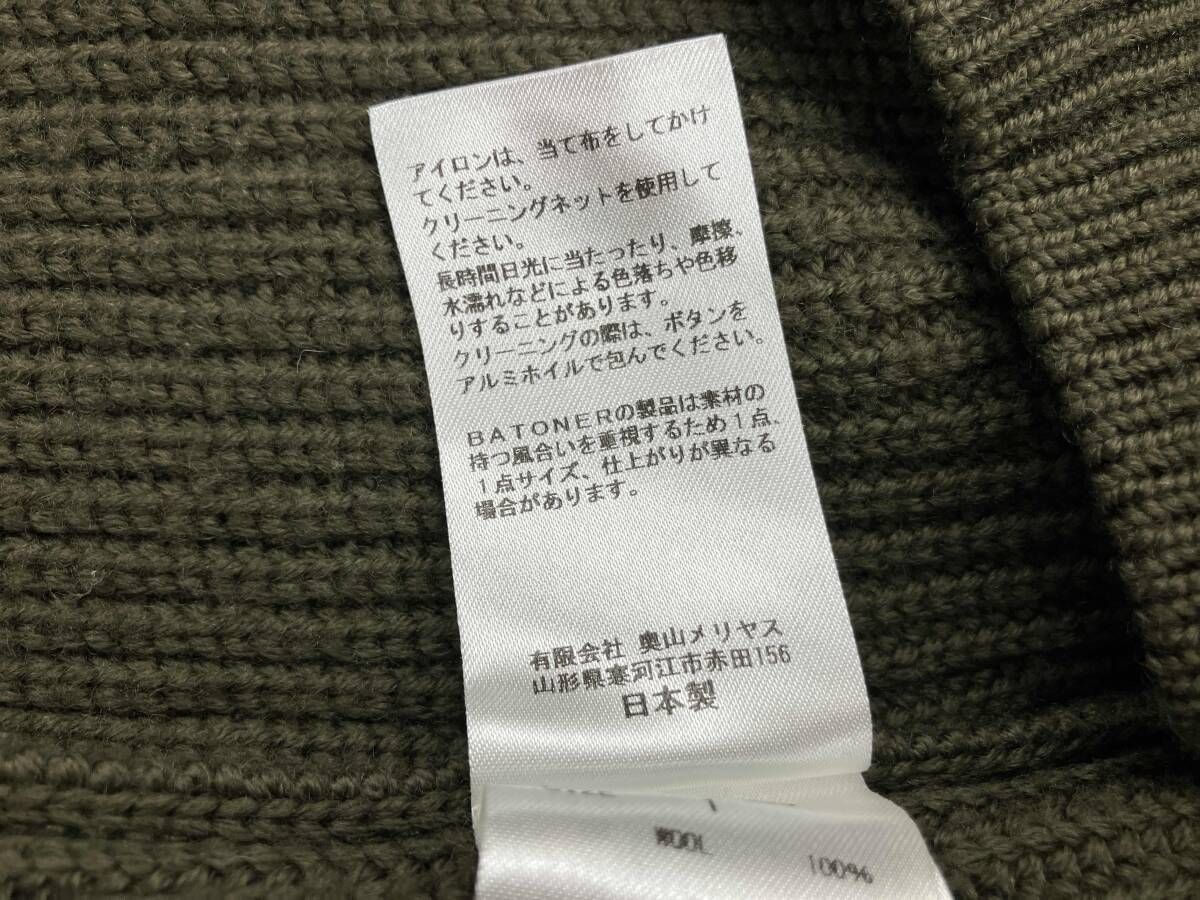 アイロンは、当て布をしてかけ
てください。
クリーニングネットを使用して
ください。
長時間日光に当たったり、摩擦、
水濡れなどによる色落ちや色移
りすることがあります。
クリーニングの際は、ボタンを
アルミホイルで包んでください。
BATONERの製品は素材の
持つ風合いを重視するため1点、
1点サイズ、仕上がりが異なる
場合があります。
有限会社 奥山メリヤス
山形県寒河江市赤田156
日本製
WOOL 100%